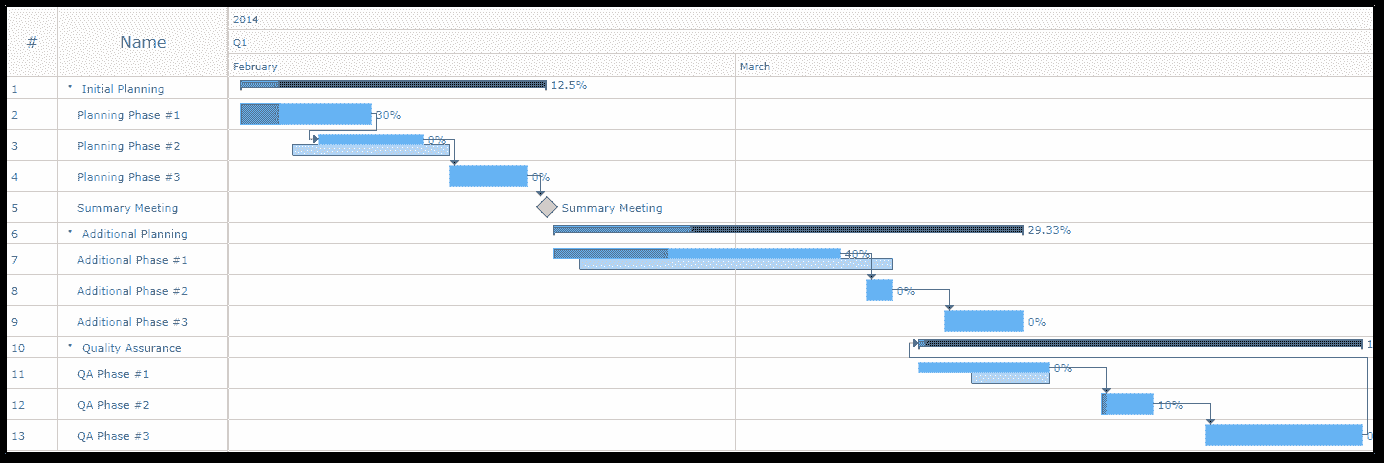 2014
# Name
Q1
February March
1 Initial Planning 12.5%
2 Planning Phase #1 30%
3 Planning Phase #2 0%
4 Planning Phase #3 0%
5 Summary Meeting Summary Meeting
6 Additional Planning 29.33%
7 Additional Phase #1 40%
8 Additional Phase #2 0%
9 Additional Phase #3 0%
10 Quality Assurance 1
11 QA Phase #1 0%
12 QA Phase #2 10%
13 QA Phase #3 0